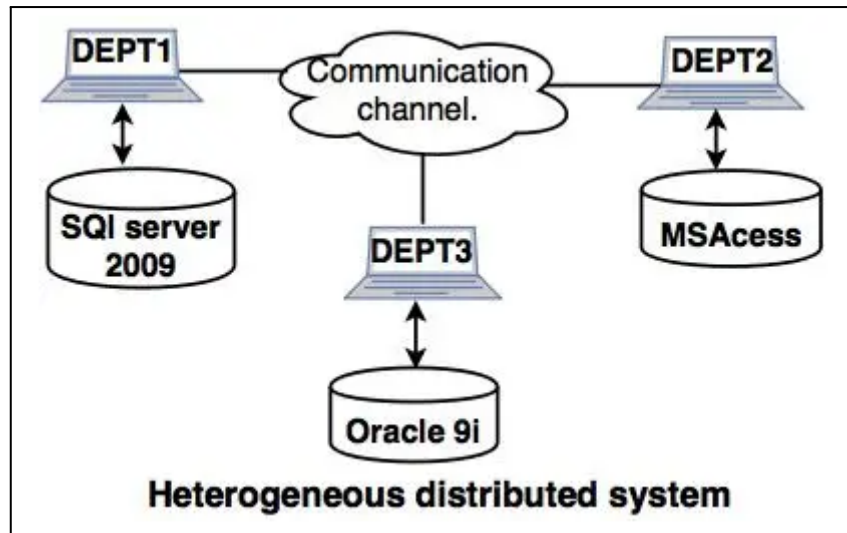 DEPT1
Communication
channel.
DEPT2
SQl server
2009
DEPT3
MSAcess
Oracle 9i
Heterogeneous distributed system